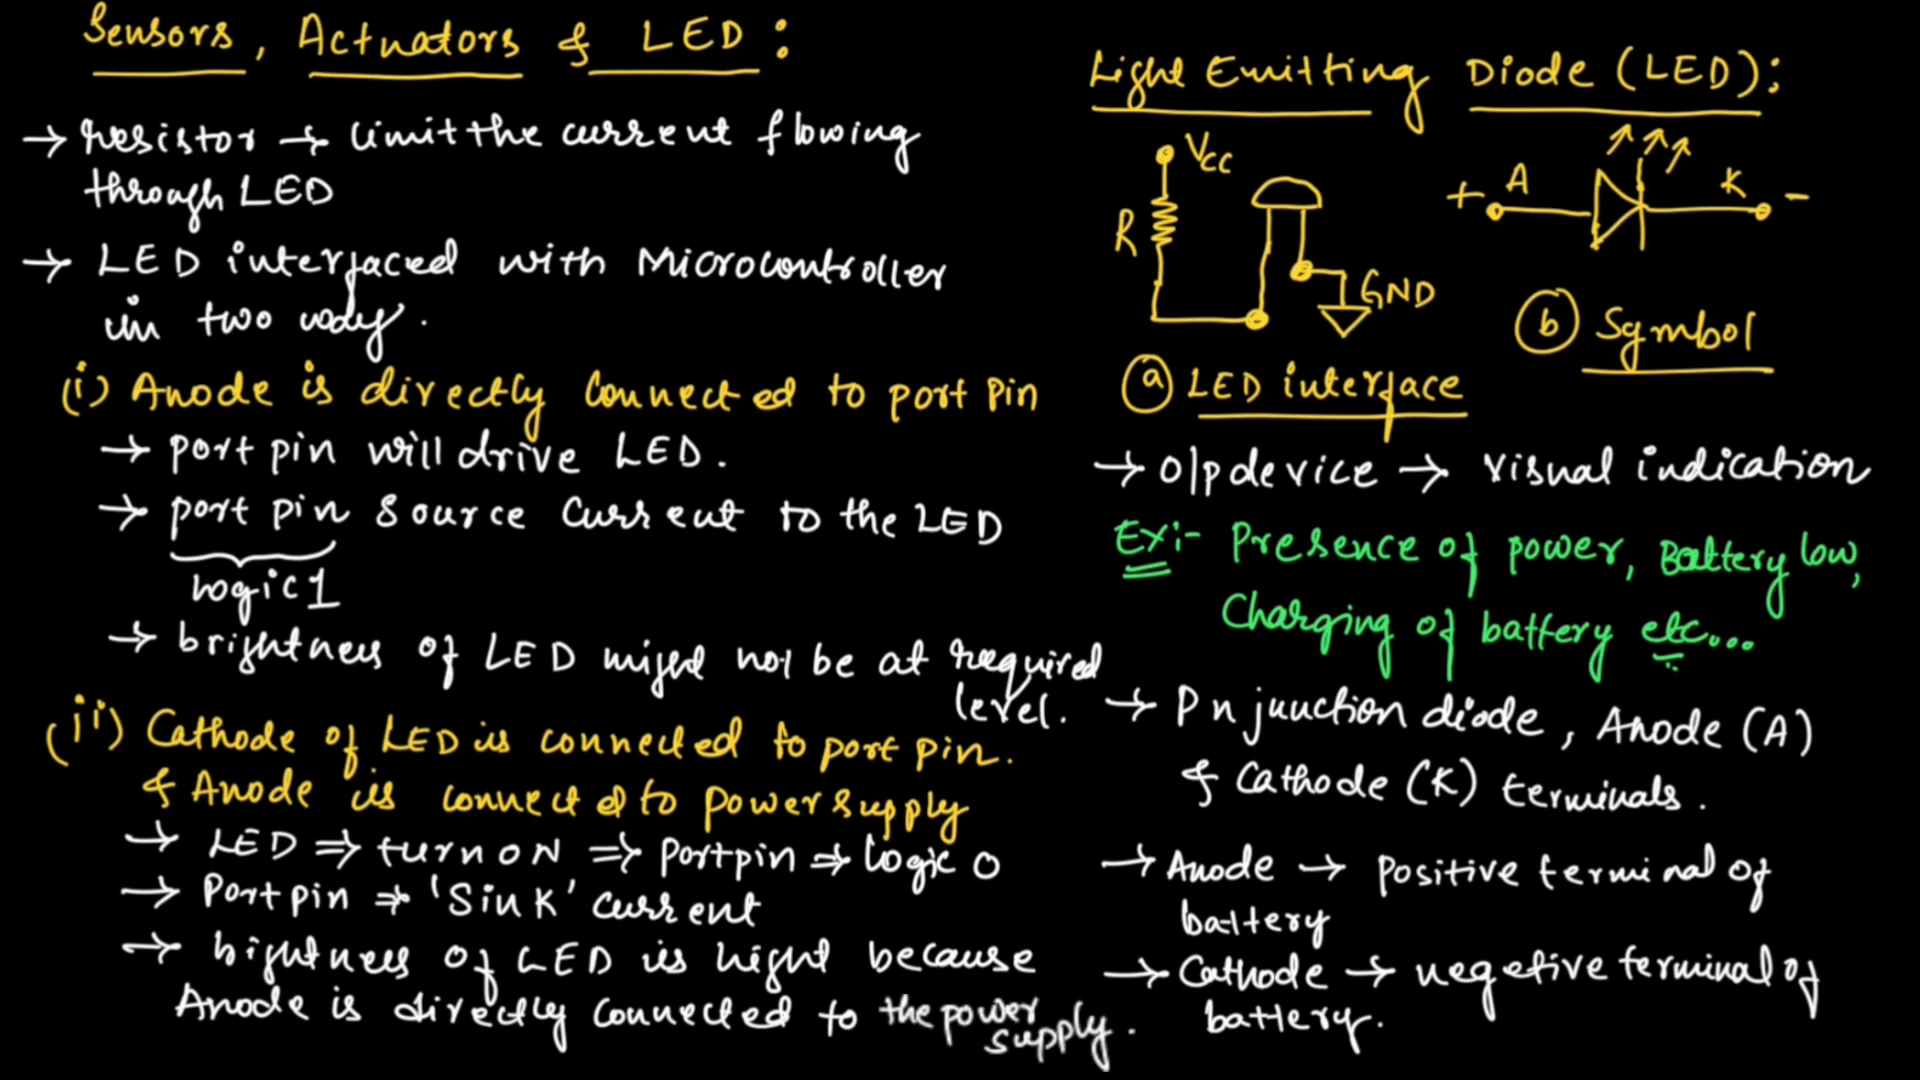 Sensors, Actuators & LED:
→ resistor → limit the current flowing
through LED
→ LED interfaced with Microcontroller
in two ways.
(i) Anode is directly connected to port Pin
→ port pin will drive LED.
→ port pin source current to the LED
Logic 1
→ brightness of LED might not be at required
level.
(ii) Cathode of LED is connected to port pin.
& Anode is connected to power supply
→ LED ⇒ turn ON ⇒ Port pin ⇒ Logic 0
→ Port pin ⇒ 'Sink' current
→ bightness of LED is hight because
Anode is directly connected to the power
supply.
Light Emitting Diode (LED):
Vcc
R
GND
+ A K -
(a) LED interface
(b) Symbol
→ o/p device → visual indication
Ex:- Presence of power, Battery low,
Charging of battery etc...
→ Pn junction diode, Anode (A)
& Cathode (K) terminals.
→ Anode → positive terminal of
battery
→ Cathode → negetive terminal of
battery.